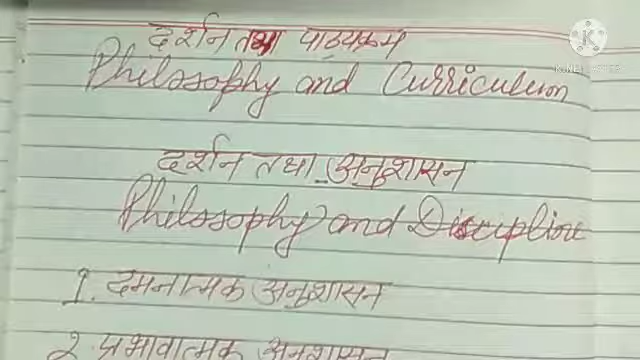 दर्शन तथा पाठ्यक्रम
Philosophy and Curriculum
दर्शन तथा अनुशासन
Philosophy and Discipline
1. दमनात्मक अनुशासन
2. प्रभावात्मक अनुशासन